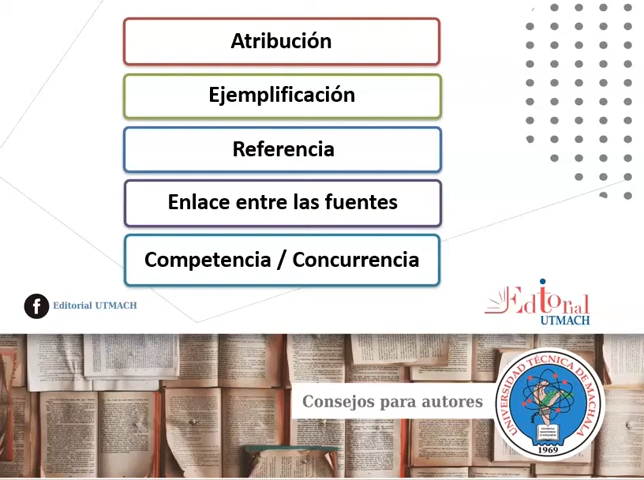 Atribución
Ejemplificación
Referencia
Enlace entre las fuentes
Competencia / Concurrencia
f Editorial UTMACH
Editorial
UTMACH
Consejos para autores
UNIVERSIDAD TÉCNICA DE MACHALA
1969